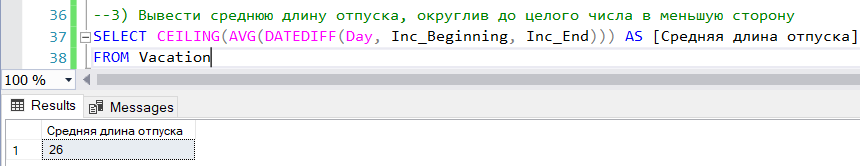 36 --3) Вывести среднюю длину отпуска, округлив до целого числа в меньшую сторону
37 SELECT CEILING(AVG(DATEDIFF(Day, Inc_Beginning, Inc_End))) AS [Средняя длина отпуска]
38 FROM Vacation
100 %
Results Messages
Средняя длина отпуска
1 26